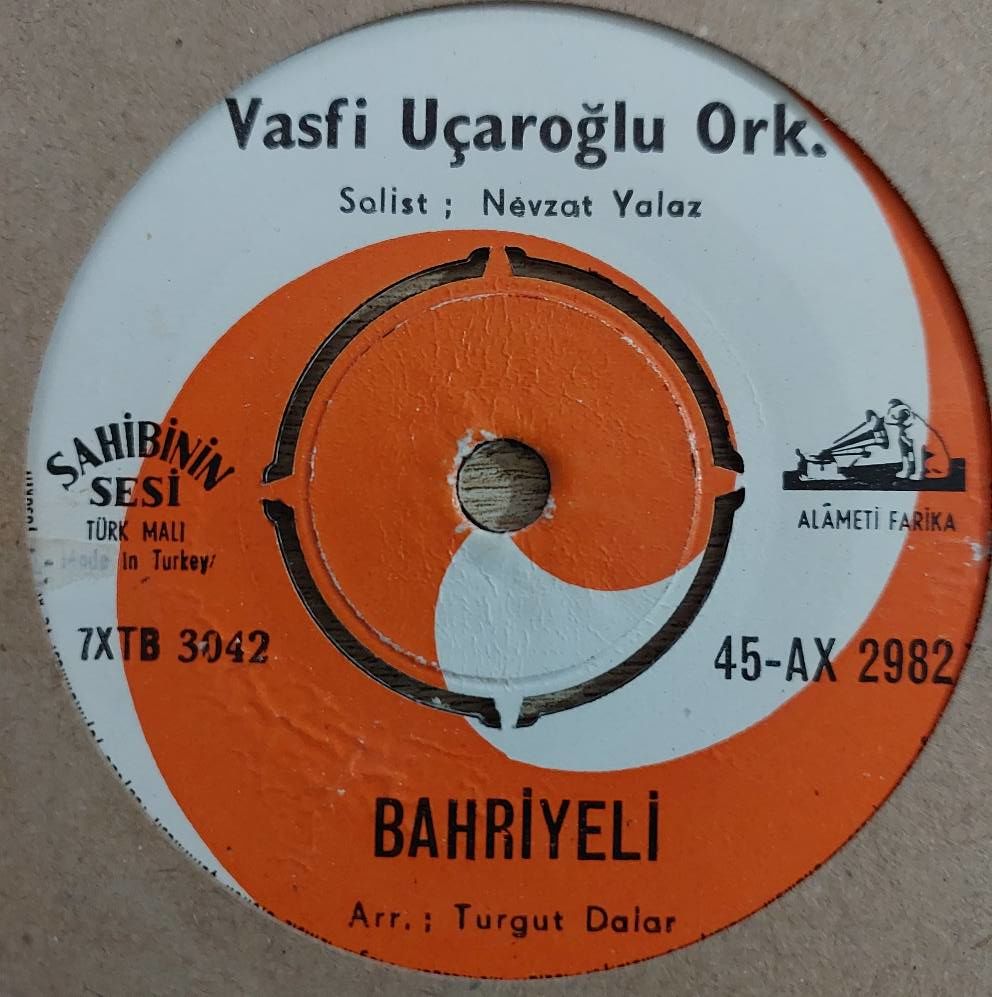 Vasfi Uçaroğlu Ork.
Solist ; Nevzat Yalaz
SAHİBİNİN
SESİ
TÜRK MALI
Made in Turkey
ALÂMETİ FARİKA
7XTB 3042
45-AX 2982
BAHRİYELİ
Arr. ; Turgut Dalar